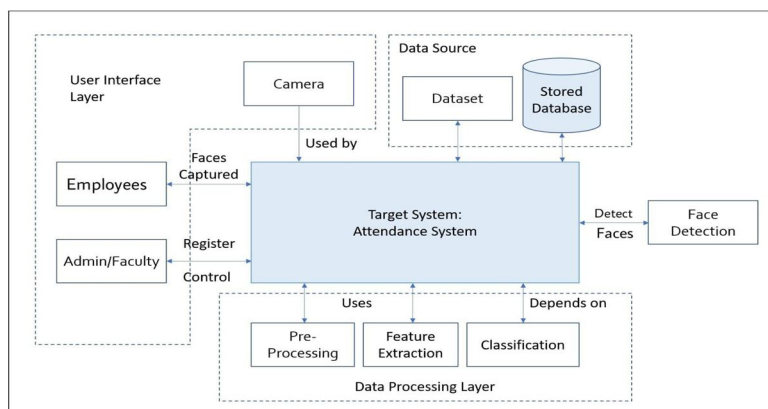 User Interface
Layer
Camera
Data Source
Dataset
Stored
Database
Used by
Employees
Faces
Captured
Admin/Faculty
Register
Control
Target System:
Attendance System
Detect
Faces
Face
Detection
Uses
Depends on
Pre-
Processing
Feature
Extraction
Classification
Data Processing Layer